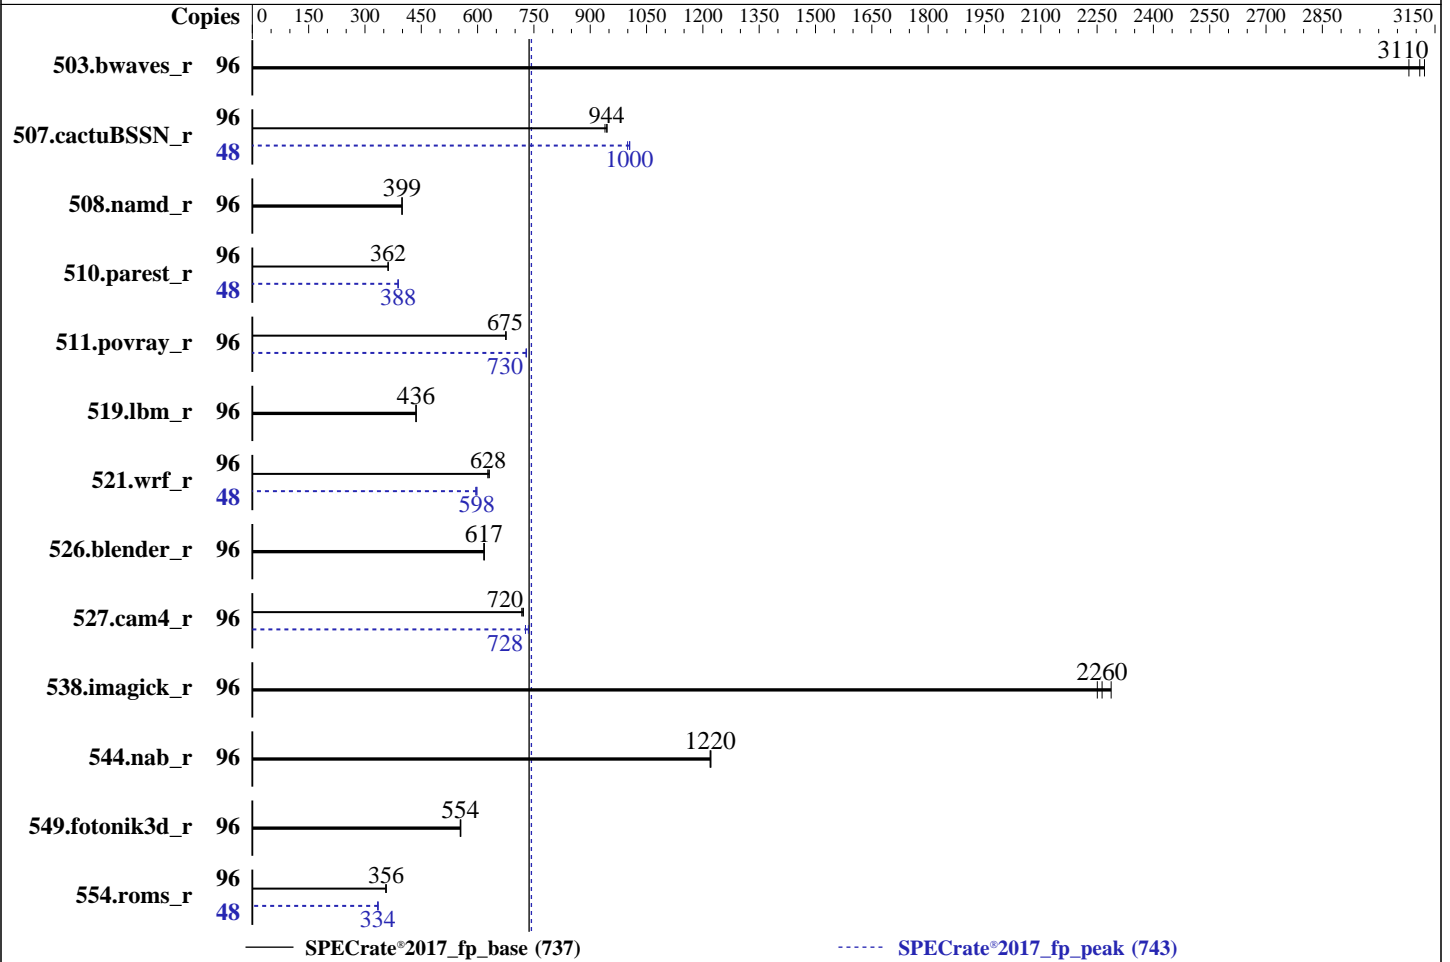 Copies 0 150 300 450 600 750 900 1050 1200 1350 1500 1650 1800 1950 2100 2250 2400 2550 2700 2850 3150
503.bwaves_r 96 3110
507.cactuBSSN_r 96 944
48 1000
508.namd_r 96 399
510.parest_r 96 362
48 388
511.povray_r 96 675
730
519.lbm_r 96 436
521.wrf_r 96 628
48 598
526.blender_r 96 617
527.cam4_r 96 720
728
538.imagick_r 96 2260
544.nab_r 96 1220
549.fotonik3d_r 96 554
554.roms_r 96 356
48 334
SPECrate®2017_fp_base (737) SPECrate®2017_fp_peak (743)